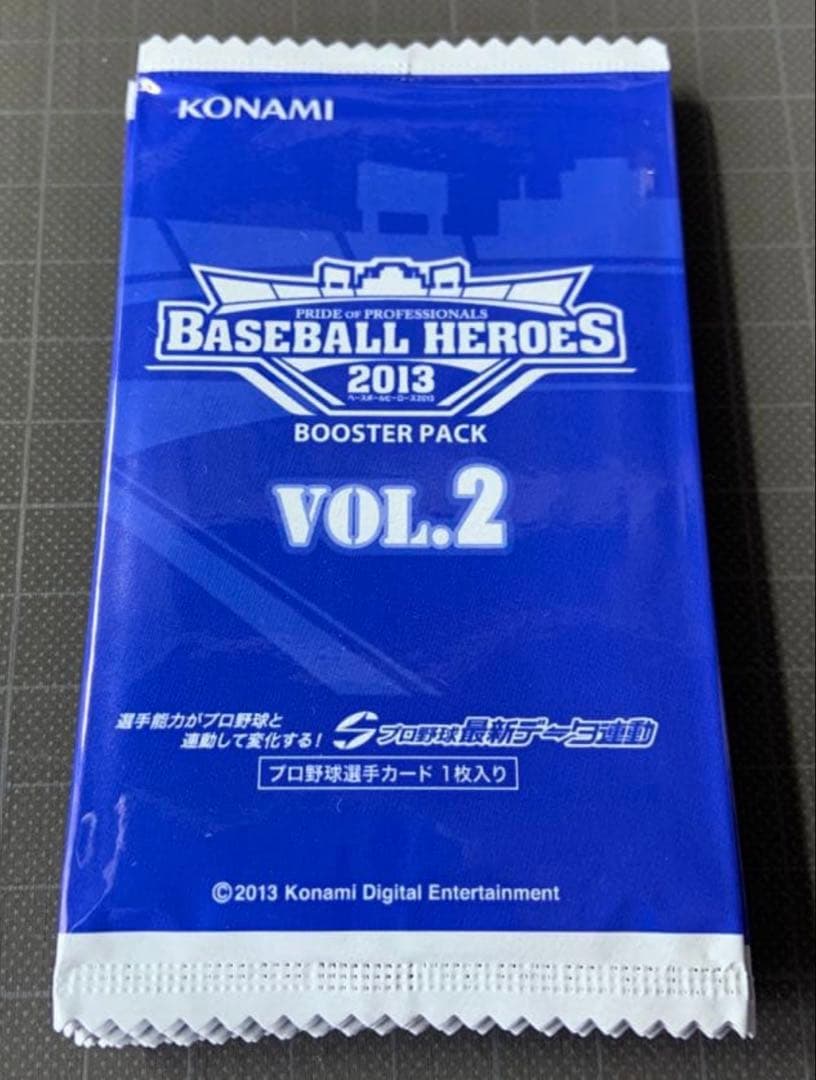 KONAMI
PRIDE OF PROFESSIONALS
BASEBALL HEROES
2013
ベースボールヒーローズ2013
BOOSTER PACK
VOL.2
選手能力がプロ野球と
連動して変化する!
プロ野球最新データ連動
プロ野球選手カード 1枚入り
©2013 Konami Digital Entertainment